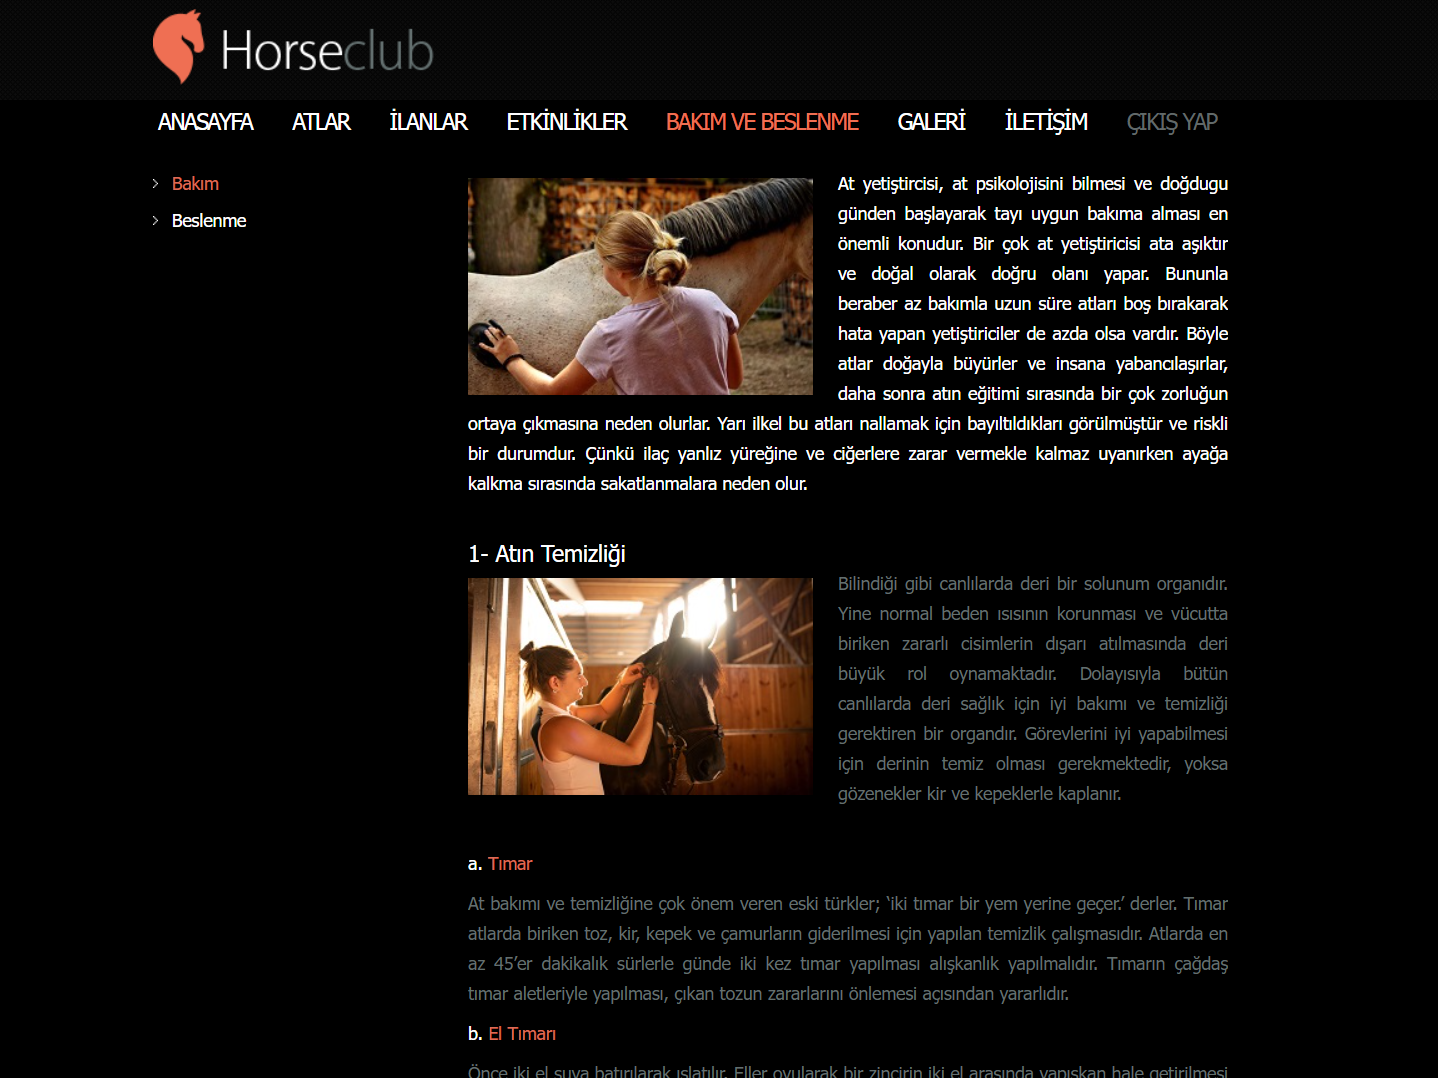 Horseclub
ANASAYFA ATLAR İLANLAR ETKİNLİKLER BAKIM VE BESLENME GALERİ İLETİŞİM ÇIKIŞ YAP
Bakım
Beslenme
At yetiştircisi, at psikolojisini bilmesi ve doğdugu
günden başlayarak tayı uygun bakıma alması en
önemli konudur. Bir çok at yetiştiricisi ata aşıktır
ve doğal olarak doğru olanı yapar. Bununla
beraber az bakımla uzun süre atları boş bırakarak
hata yapan yetiştiriciler de azda olsa vardır. Böyle
atlar doğayla büyürler ve insana yabancılaşırlar,
daha sonra atın eğitimi sırasında bir çok zorluğun
ortaya çıkmasına neden olurlar. Yarı ilkel bu atları nallamak için bayıltıldıkları görülmüştür ve riskli
bir durumdur. Çünkü ilaç yanlız yüreğine ve ciğerlere zarar vermekle kalmaz uyanırken ayağa
kalkma sırasında sakatlanmalara neden olur.
1- Atın Temizliği
Bilindiği gibi canlılarda deri bir solunum organıdır.
Yine normal beden ısısının korunması ve vücutta
biriken zararlı cisimlerin dışarı atılmasında deri
büyük rol oynamaktadır. Dolayısıyla bütün
canlılarda deri sağlık için iyi bakımı ve temizliği
gerektiren bir organdır. Görevlerini iyi yapabilmesi
için derinin temiz olması gerekmektedir, yoksa
gözenekler kir ve kepeklerle kaplanır.
a. Tımar
At bakımı ve temizliğine çok önem veren eski türkler; ‘iki tımar bir yem yerine geçer.’ derler. Tımar
atlarda biriken toz, kir, kepek ve çamurların giderilmesi için yapılan temizlik çalışmasıdır. Atlarda en
az 45’er dakikalık sürlerle günde iki kez tımar yapılması alışkanlık yapılmalıdır. Tımarın çağdaş
tımar aletleriyle yapılması, çıkan tozun zararlarını önlemesi açısından yararlıdır.
b. El Tımarı
Önce iki el suya batırılarak ıslatılır. Eller ovularak bir zincirin iki el arasında yapışkan hale getirilmesi